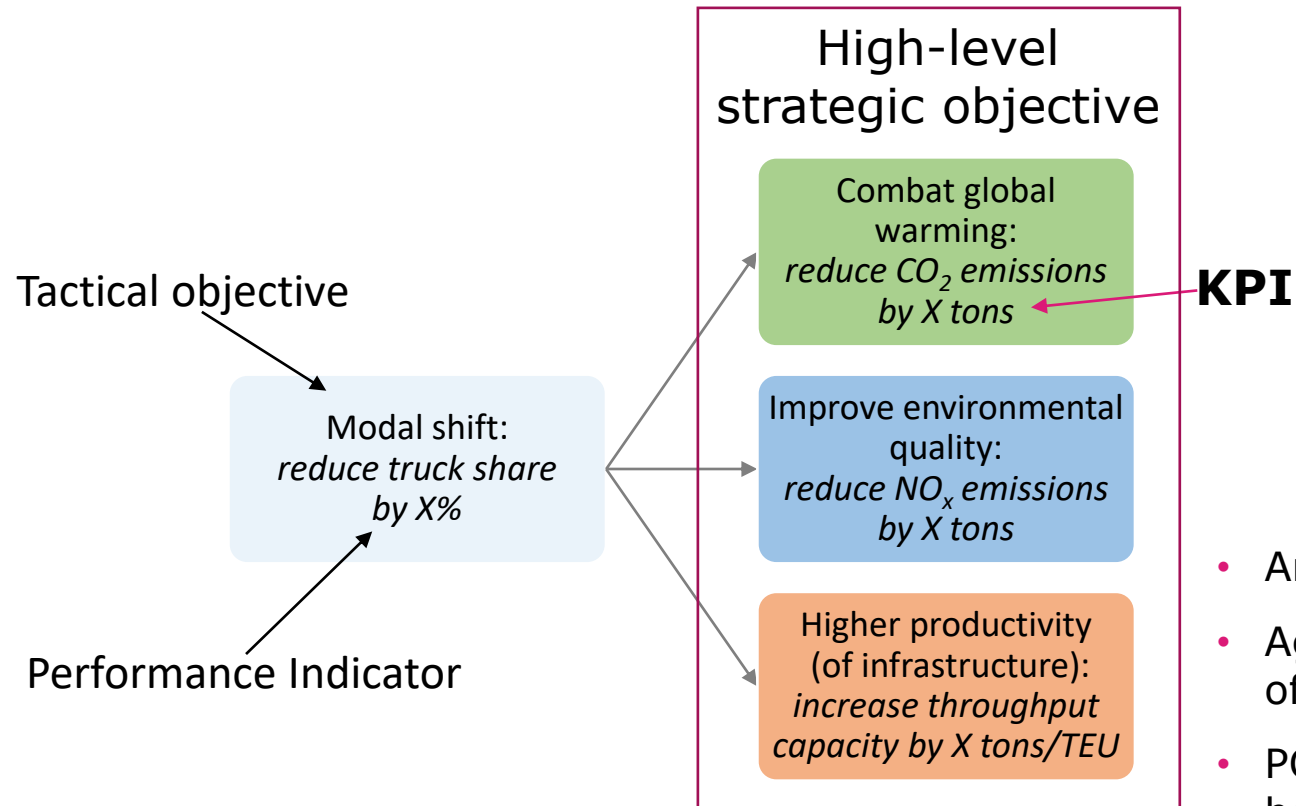 High-level
strategic objective
Combat global
warming:
reduce CO₂ emissions
by X tons
KPI
Tactical objective
Modal shift:
reduce truck share
by X%
Improve environmental
quality:
reduce NOₓ emissions
by X tons
Performance Indicator
Higher productivity
(of infrastructure):
increase throughput
capacity by X tons/TEU
•
•
of
•